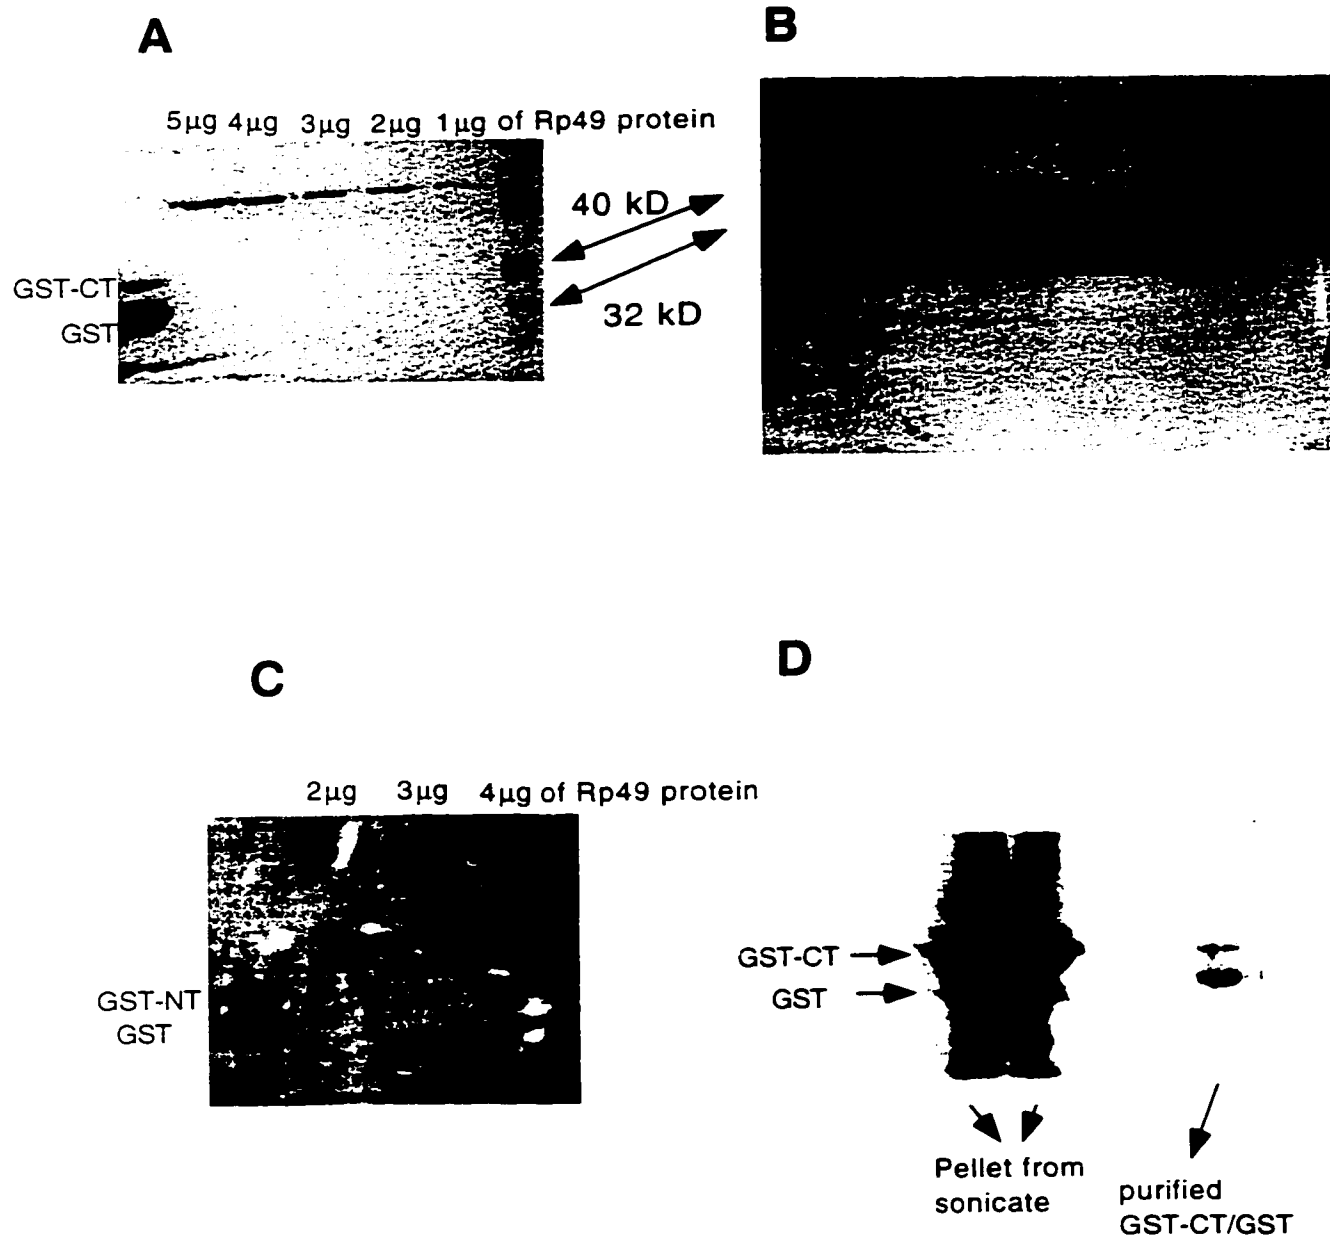 A
B
5µg 4µg 3µg 2µg 1µg of Rp49 protein
40 kD
GST-CT
32 kD
GST
C
D
2µg 3µg 4µg of Rp49 protein
GST-CT
GST
GST-NT
GST
Pellet from
sonicate
purified
GST-CT/GST